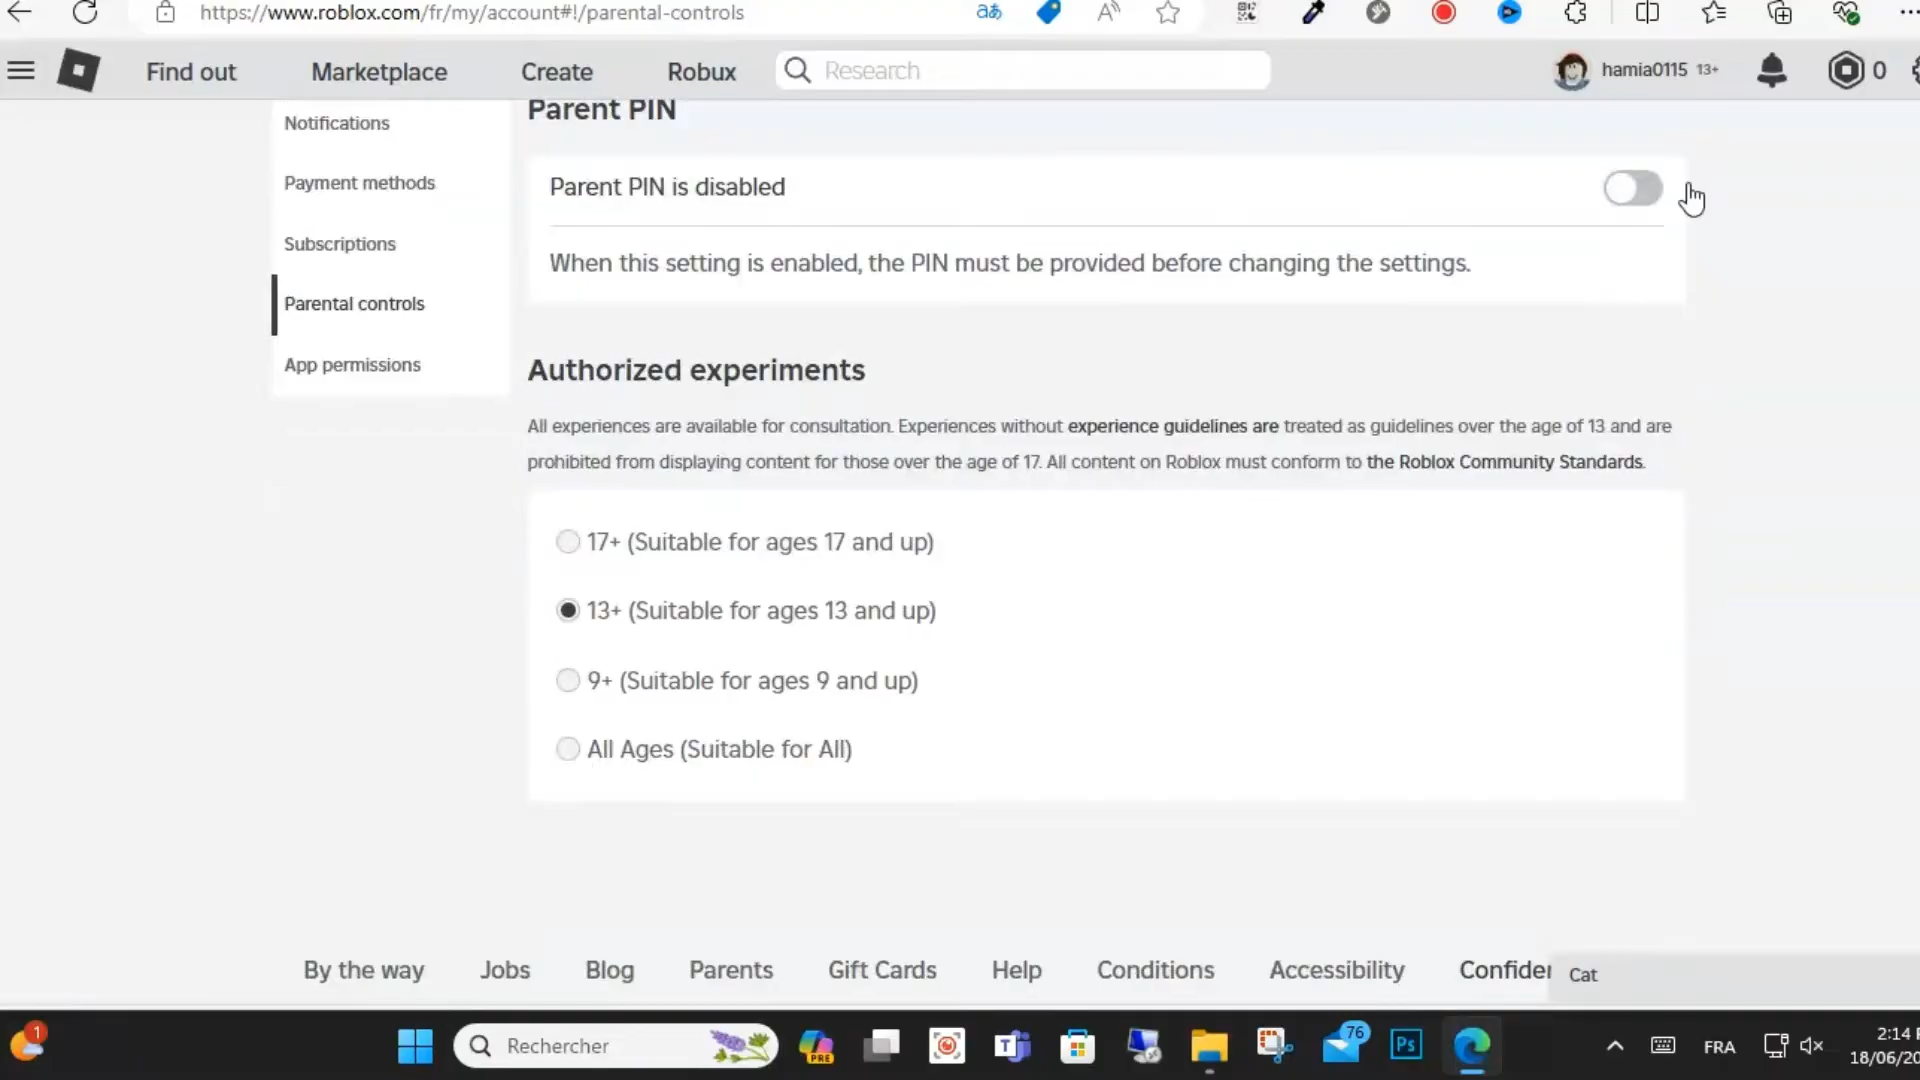 https://www.roblox.com/fr/my/account#!/parental-controls
Find out
Marketplace
Create
Robux
Research
hamia0115 13+
0
Notifications
Payment methods
Subscriptions
Parental controls
App permissions
Parent PIN
Parent PIN is disabled
When this setting is enabled, the PIN must be provided before changing the settings.
Authorized experiments
All experiences are available for consultation. Experiences without experience guidelines are treated as guidelines over the age of 13 and are
prohibited from displaying content for those over the age of 17. All content on Roblox must conform to the Roblox Community Standards.
17+ (Suitable for ages 17 and up)
13+ (Suitable for ages 13 and up)
9+ (Suitable for ages 9 and up)
All Ages (Suitable for All)
By the way
Jobs
Blog
Parents
Gift Cards
Help
Conditions
Accessibility
Confider
Cat
1
Rechercher
PRE
76
Ps
FRA
2:14 P
18/06/20